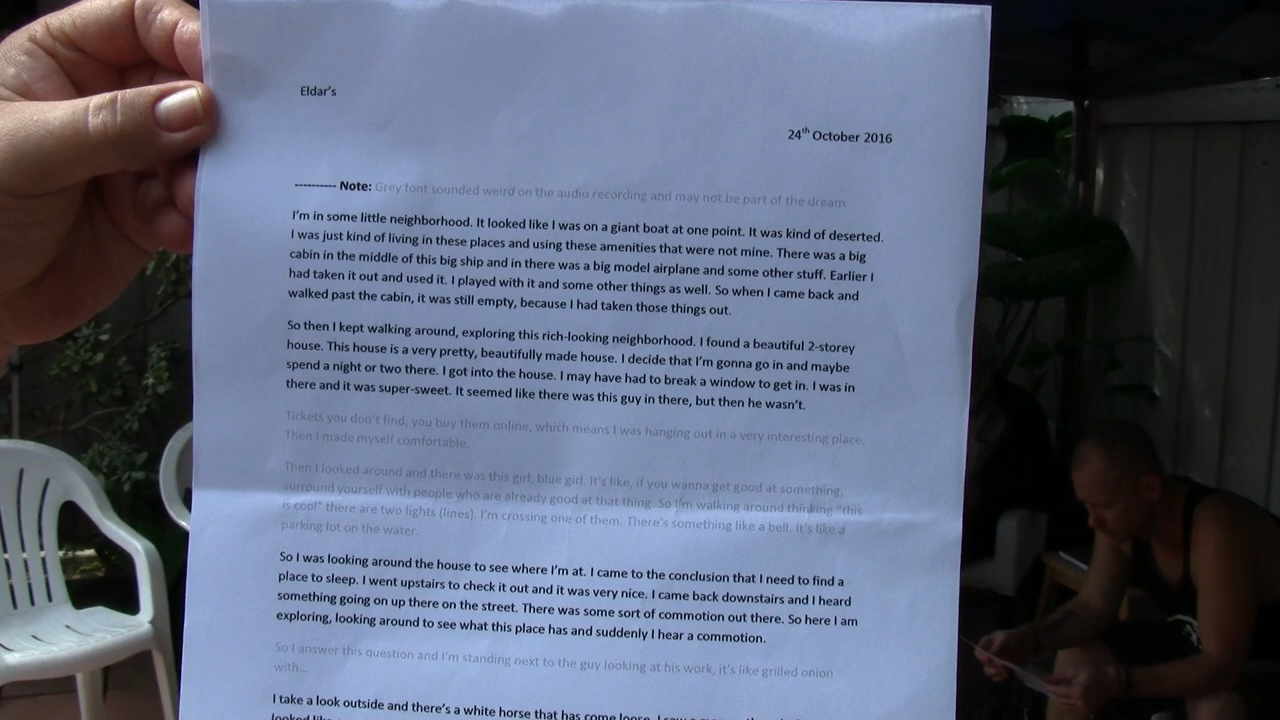 Eldar's
24th October 2016
---------- Note: Grey font sounded weird on the audio recording and may not be part of the dream
I'm in some little neighborhood. It looked like I was on a giant boat at one point. It was kind of deserted.
I was just kind of living in these places and using these amenities that were not mine. There was a big
cabin in the middle of this big ship and in there was a big model airplane and some other stuff. Earlier I
had taken it out and used it. I played with it and some other things as well. So when I came back and
walked past the cabin, it was still empty, because I had taken those things out.
So then I kept walking around, exploring this rich-looking neighborhood. I found a beautiful 2-storey
house. This house is a very pretty, beautifully made house. I decide that I'm gonna go in and maybe
spend a night or two there. I got into the house. I may have had to break a window to get in. I was in
there and it was super-sweet. It seemed like there was this guy in there, but then he wasn't.
Tickets you don't find, you buy them online, which means I was hanging out in a very interesting place.
Then I made myself comfortable.
Then I looked around and there was this girl, blue girl. It's like, if you wanna get good at something,
surround yourself with people who are already good at that thing. So I'm walking around thinking "this
is cool" there are two lights (lines). I'm crossing one of them. There's something like a bell. It's like a
parking lot on the water.
So I was looking around the house to see where I'm at. I came to the conclusion that I need to find a
place to sleep. I went upstairs to check it out and it was very nice. I came back downstairs and I heard
something going on up there on the street. There was some sort of commotion out there. So here I am
exploring, looking around to see what this place has and suddenly I hear a commotion.
So I answer this question and I'm standing next to the guy looking at his work, it's like grilled onion
with...
I take a look outside and there's a white horse that has come loose. I saw
looked like